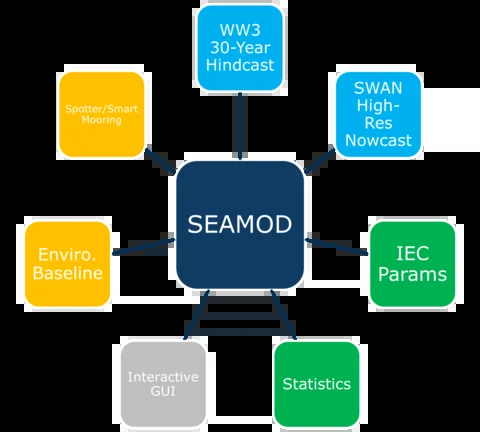 WW3
30-Year
Hindcast
Spotter/Smart
Mooring
SWAN
High-
Res
Nowcast
SEAMOD
Enviro.
Baseline
IEC
Params
Interactive
GUI
Statistics